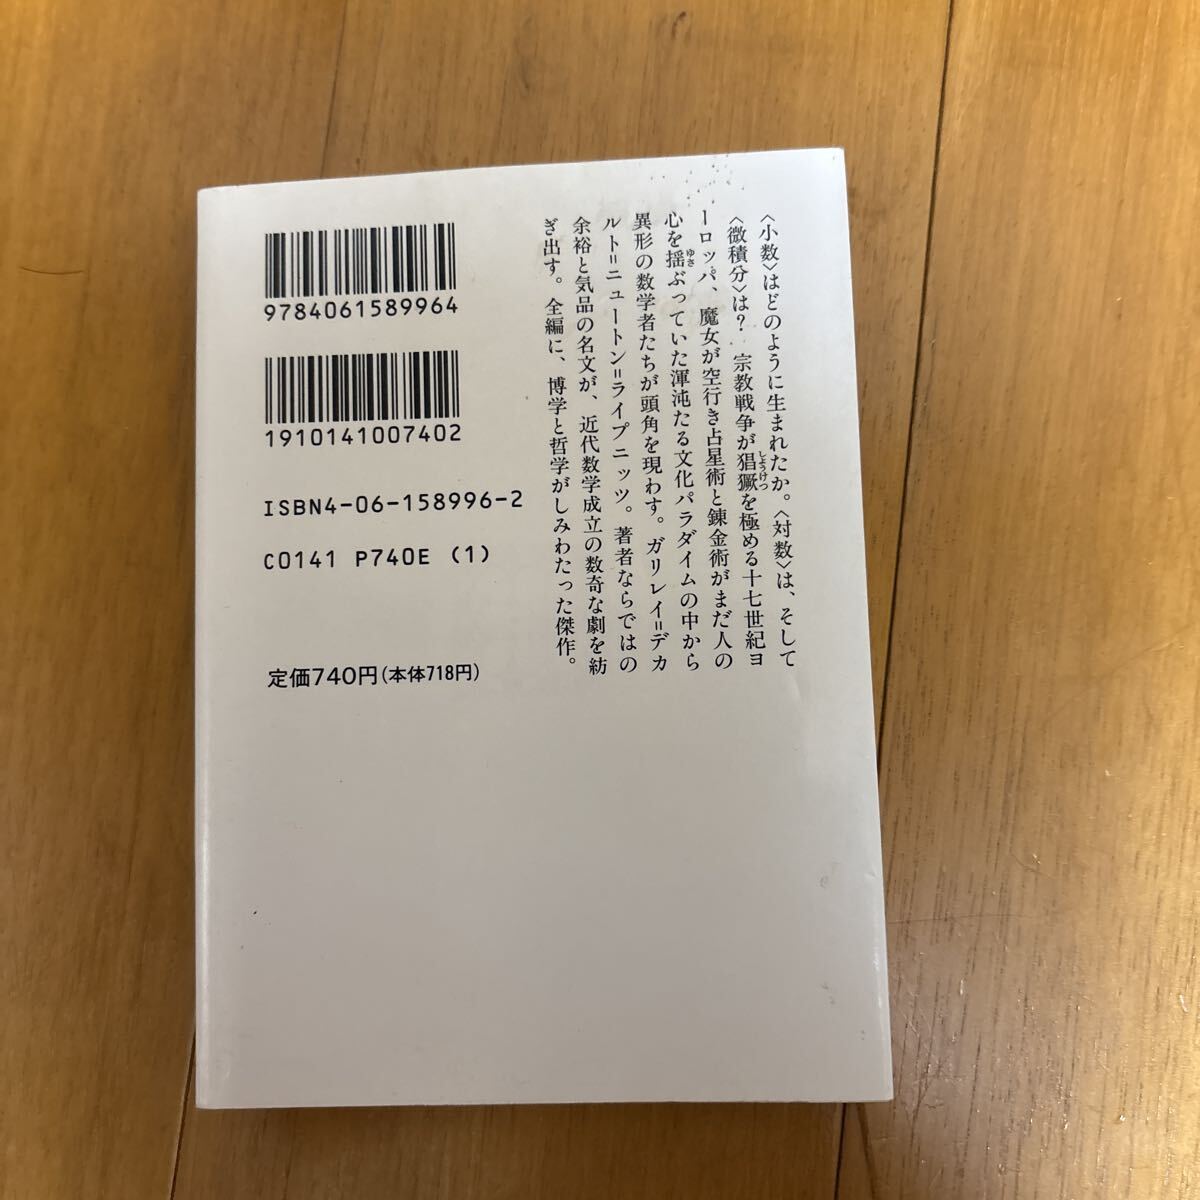 〈小数〉はどのように生まれたか。〈対数〉は、そして
〈微積分〉は? 宗教戦争が猖獗を極める十七世紀ヨ
ーロッパ、魔女が空行き占星術と錬金術がまだ人の
心を揺ぶっていた渾沌たる文化パラダイムの中から
異形の数学者たちが頭角を現わす。ガリレイ=デカ
ルト=ニュートン=ライプニッツ。著者ならではの
余裕と気品の名文が、近代数学成立の数奇な劇を紡
ぎ出す。全編に、博学と哲学がしみわたった傑作。
しょうけつ
ゆさ
9784061589964
1910141007402
ISBN4-06-158996-2
C0141 P740E (1)
定価740円(本体718円)